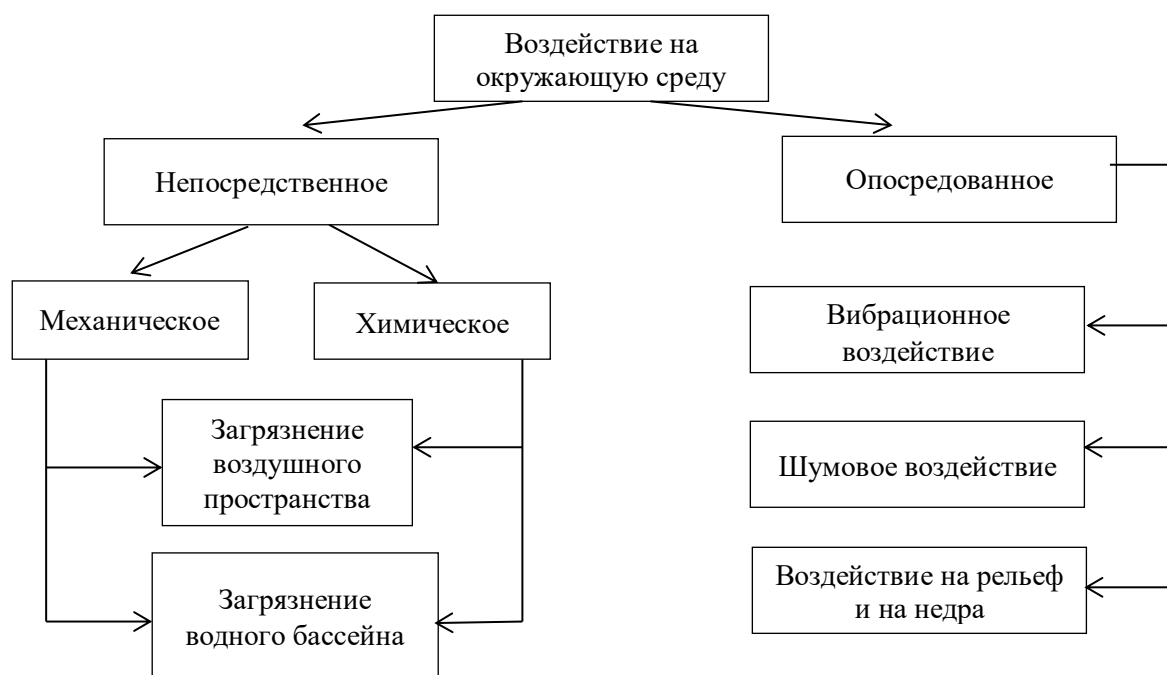 Воздействие на
окружающую среду
Непосредственное
Опосредованное
Механическое
Химическое
Вибрационное
воздействие
Загрязнение
воздушного
пространства
Шумовое воздействие
Загрязнение
водного бассейна
Воздействие на рельеф
и на недра